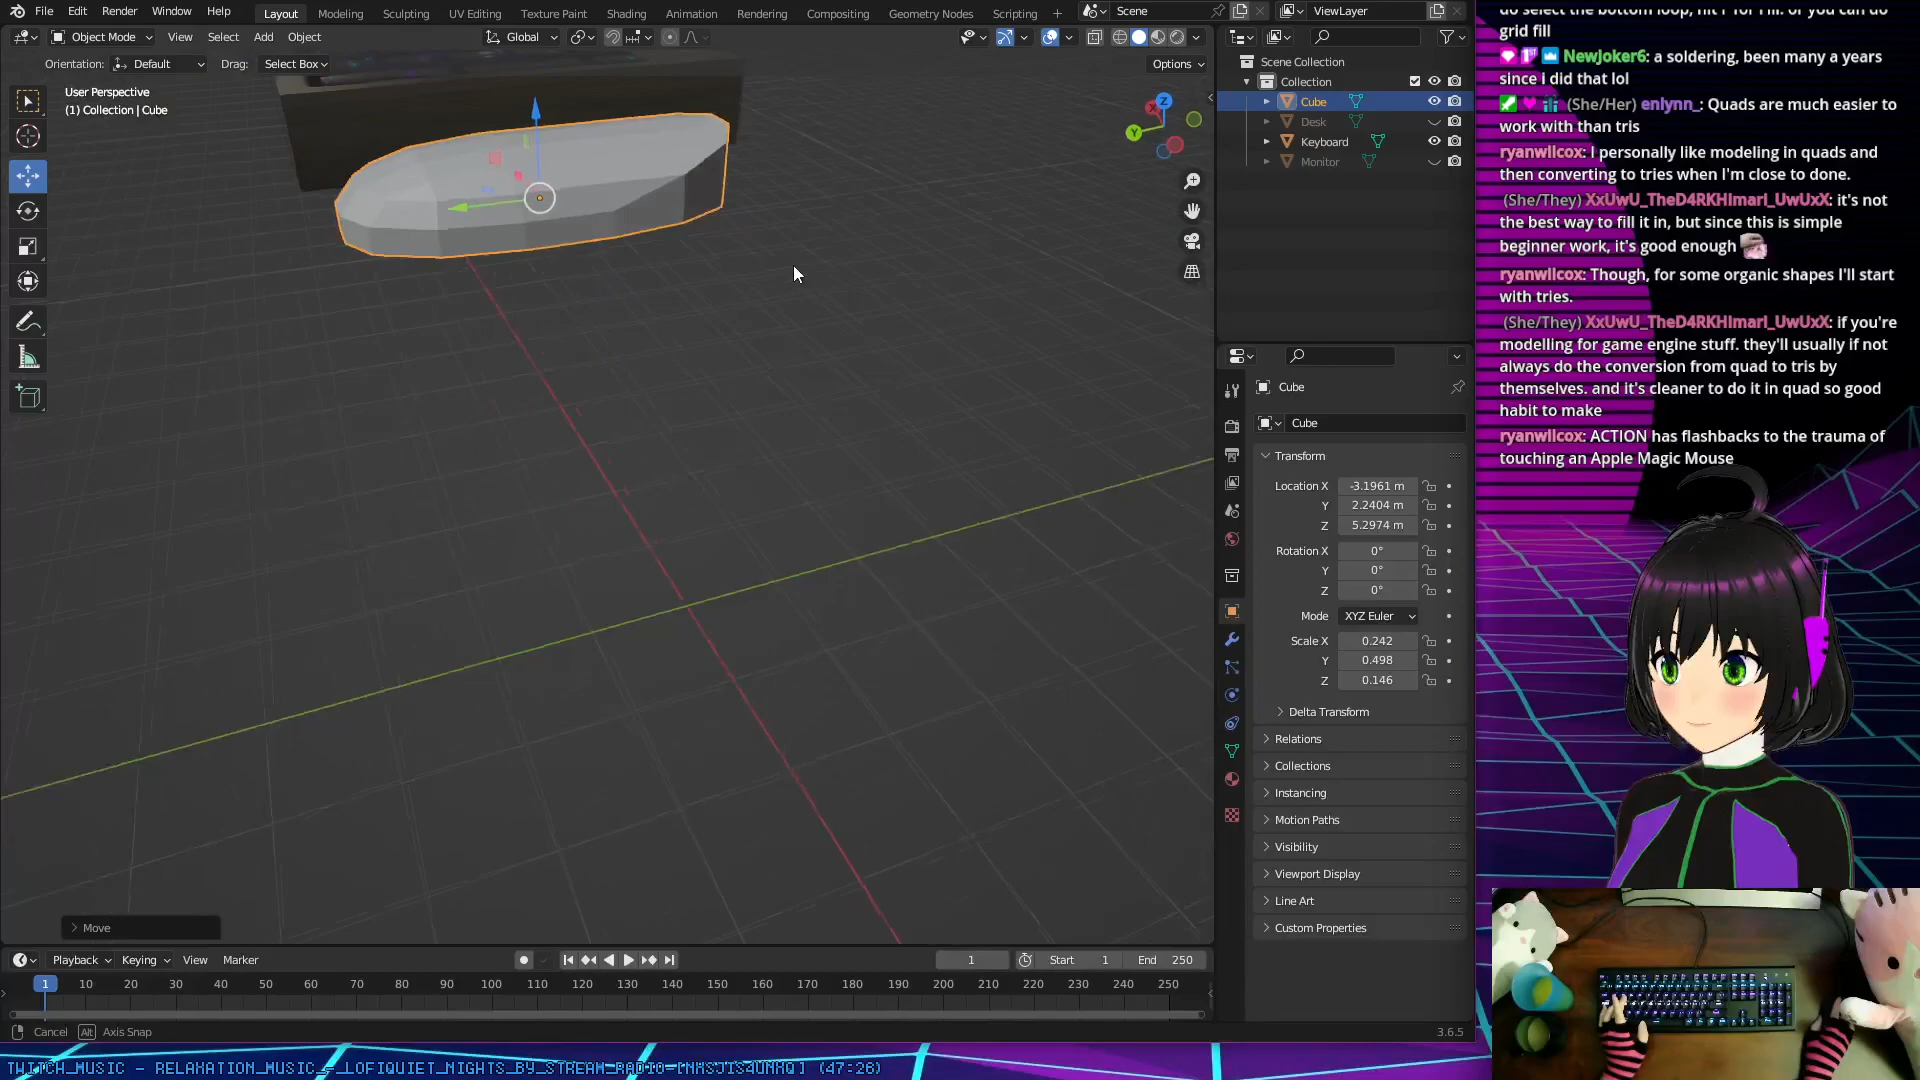 File Edit Render Window Help Layout Modeling Sculpting UV Editing Texture Paint Shading Animation Rendering Compositing Geometry Nodes Scripting Scene ViewLayer
Object Mode View Select Add Object Global
Orientation: Default Drag: Select Box Options
User Perspective
(1) Collection | Cube
Z
Y
X
Scene Collection
Collection
Cube
Desk
Keyboard
Monitor
Cube
Cube
Transform
Location X -3.1961 m
Y 2.2404 m
Z 5.2974 m
Rotation X 0°
Y 0°
Z 0°
Mode XYZ Euler
Scale X 0.242
Y 0.498
Z 0.146
Delta Transform
Relations
Collections
Instancing
Motion Paths
Visibility
Viewport Display
Line Art
Custom Properties
Move
Playback Keying View Marker 1 Start 1 End 250
1 10 20 30 40 50 60 70 80 90 100 110 120 130 140 150 160 170 180 190 200 210 220 230 240 250
Cancel Alt Axis Snap 3.6.5
do select the bottom loop, hit F for fill. or you can do
grid fill
NewJoker6: a soldering, been many a years
since i did that lol
(She/Her) enlynn_: Quads are much easier to
work with than tris
ryanwilcox: I personally like modeling in quads and
then converting to tries when I'm close to done.
(She/They) XxUwU_TheD4RKHImarI_UwUxX: it's not
the best way to fill it in, but since this is simple
beginner work, it's good enough
ryanwilcox: Though, for some organic shapes I'll start
with tries.
(She/They) XxUwU_TheD4RKHImarI_UwUxX: if you're
modelling for game engine stuff. they'll usually if not
always do the conversion from quad to tris by
themselves. and it's cleaner to do it in quad so good
habit to make
ryanwilcox: ACTION has flashbacks to the trauma of
touching an Apple Magic Mouse